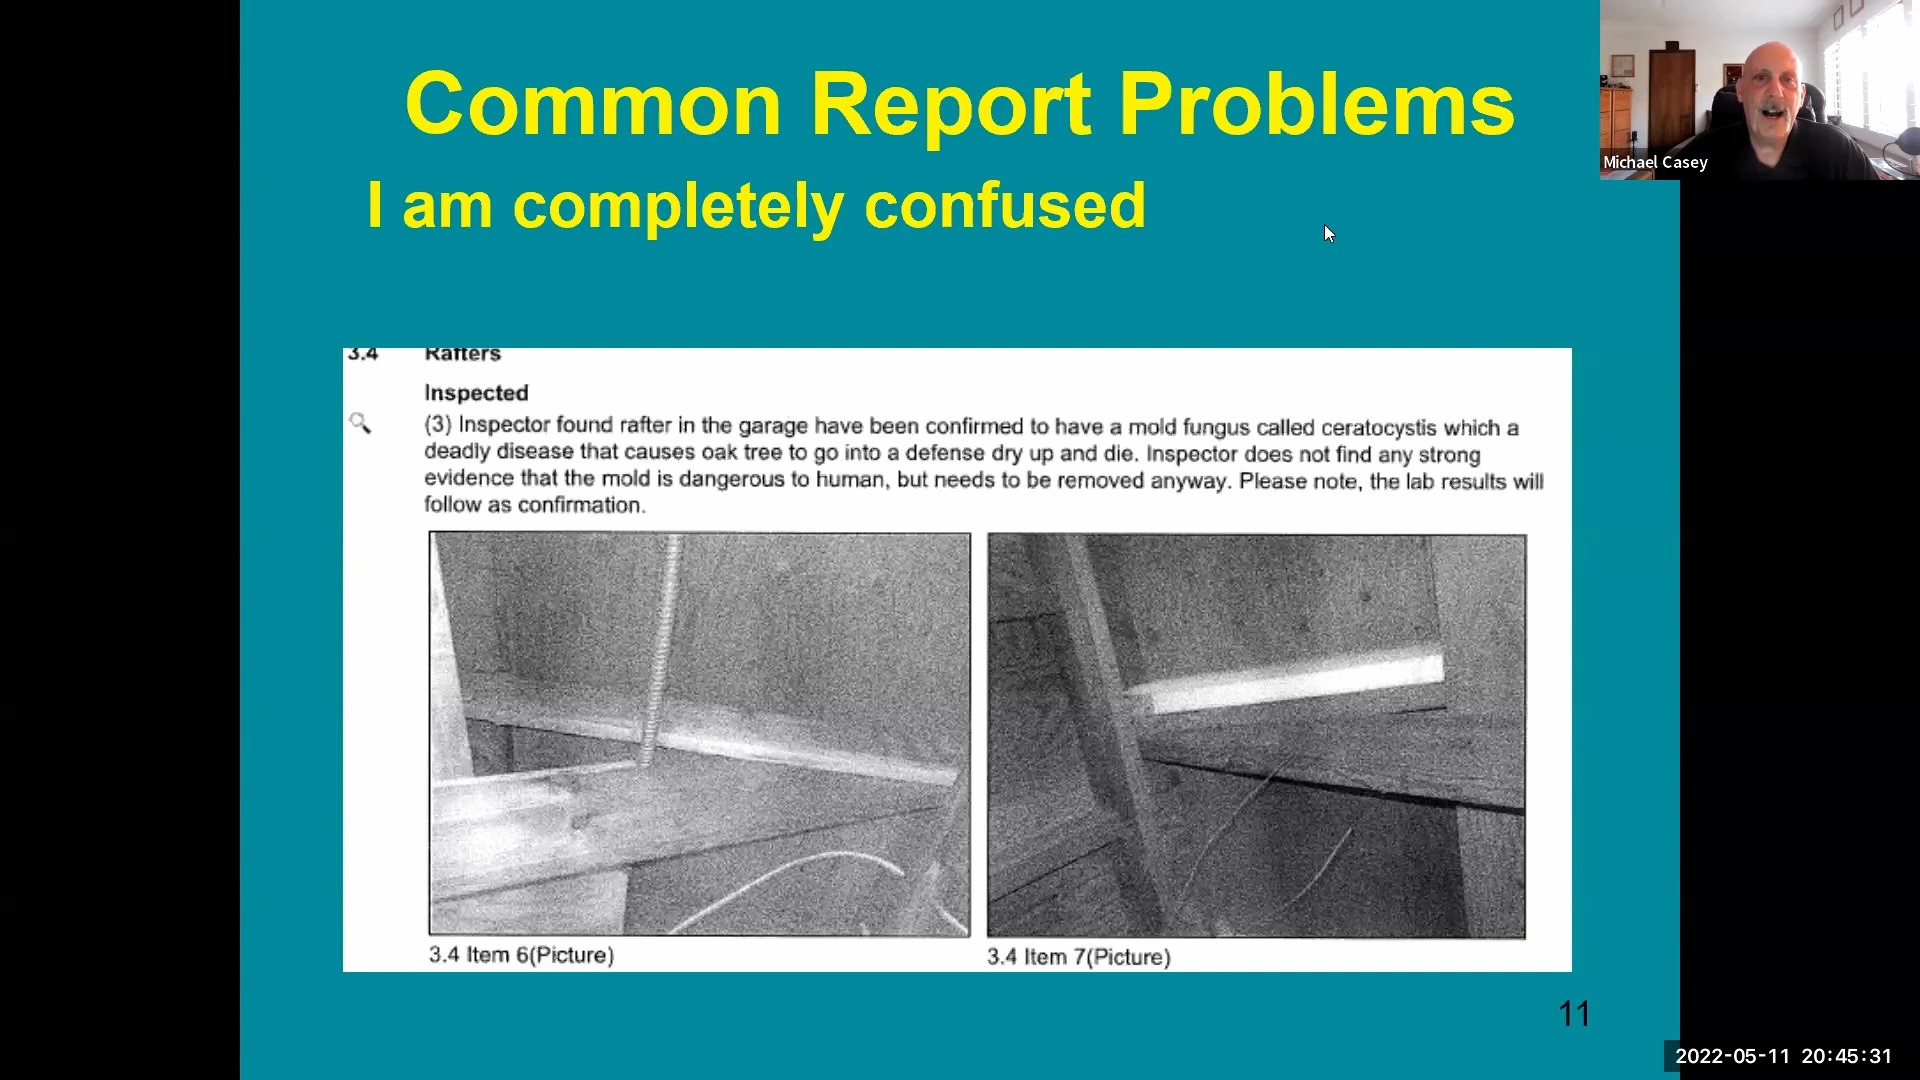 Common Report Problems
I am completely confused
Michael Casey
3.4 Rafters
Inspected
(3) Inspector found rafter in the garage have been confirmed to have a mold fungus called ceratocystis which a
deadly disease that causes oak tree to go into a defense dry up and die. Inspector does not find any strong
evidence that the mold is dangerous to human, but needs to be removed anyway. Please note, the lab results will
follow as confirmation.
3.4 Item 6(Picture)
3.4 Item 7(Picture)
11
2022-05-11 20:45:31